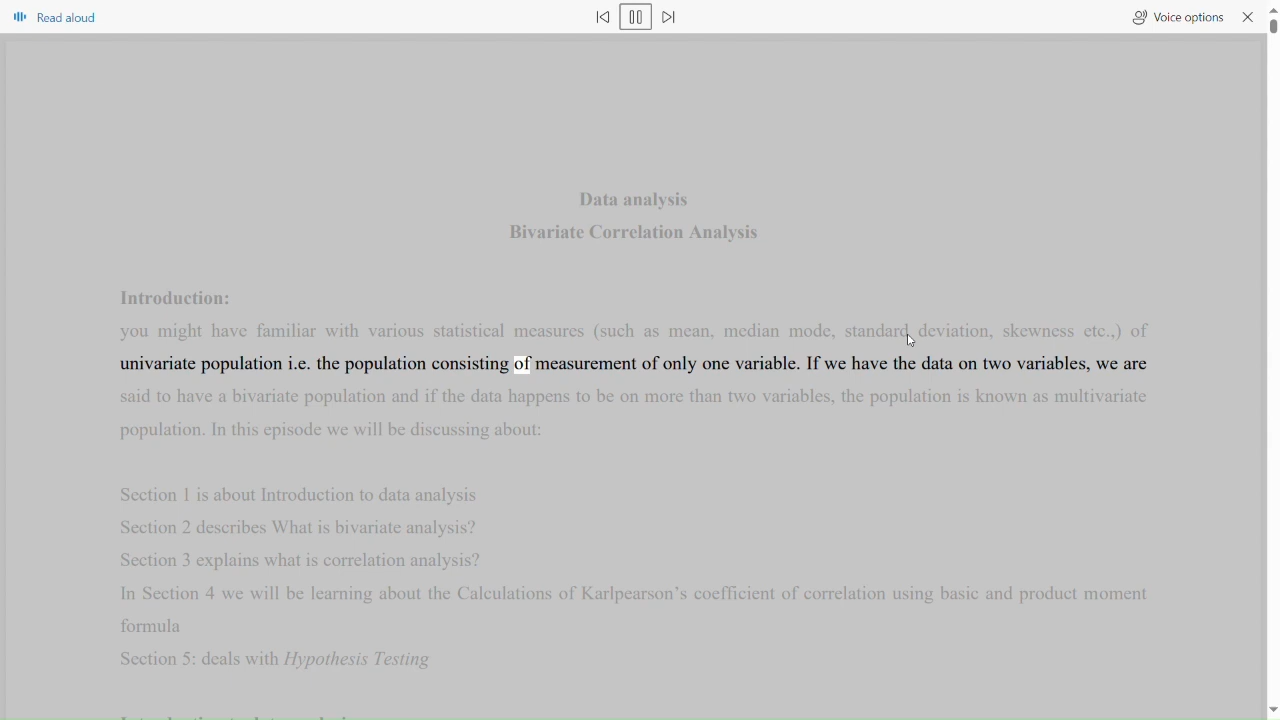 Read aloud
Voice options
Data analysis
Bivariate Correlation Analysis
Introduction:
you might have familiar with various statistical measures (such as mean, median mode, standard deviation, skewness etc.,) of
univariate population i.e. the population consisting of measurement of only one variable. If we have the data on two variables, we are
said to have a bivariate population and if the data happens to be on more than two variables, the population is known as multivariate
population. In this episode we will be discussing about:
Section 1 is about Introduction to data analysis
Section 2 describes What is bivariate analysis?
Section 3 explains what is correlation analysis?
In Section 4 we will be learning about the Calculations of Karlpearson's coefficient of correlation using basic and product moment
formula
Section 5: deals with Hypothesis Testing